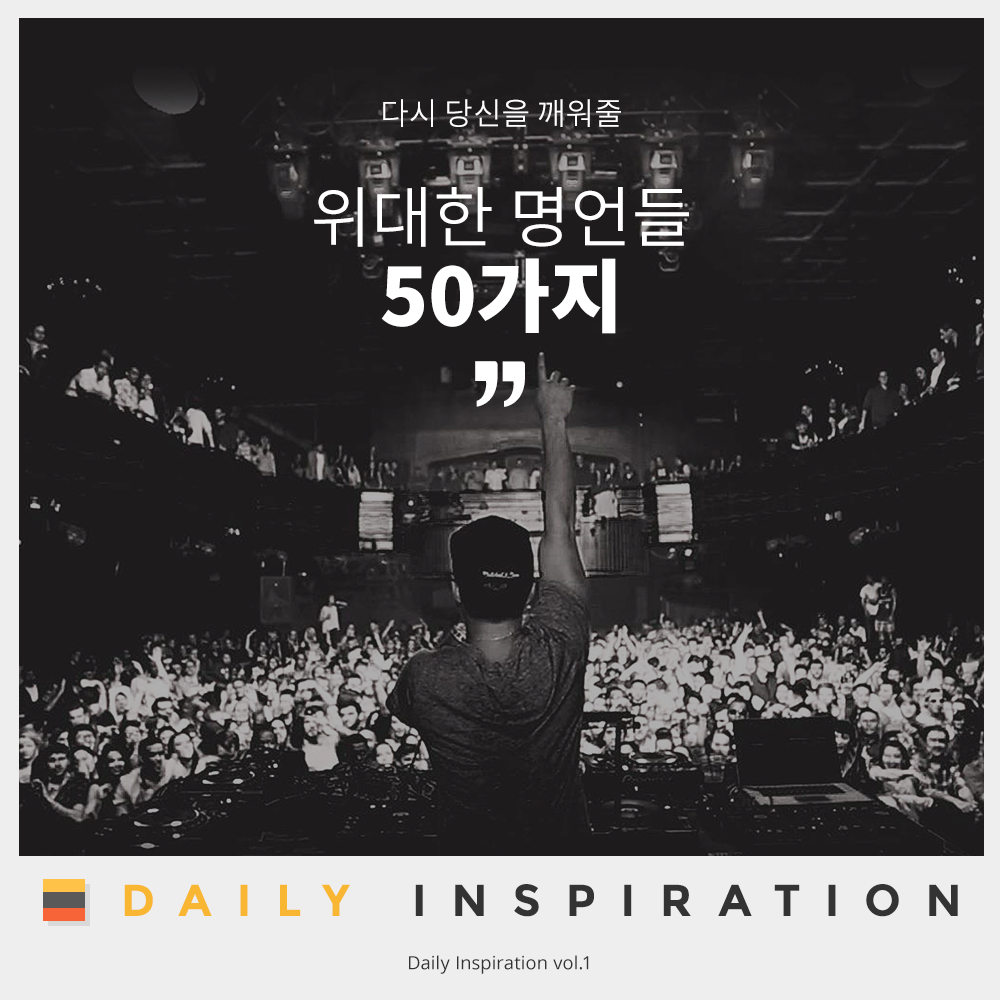 다시 당신을 깨워줄
위대한 명언들
50가지
”
DAILY INSPIRATION
Daily Inspiration vol.1